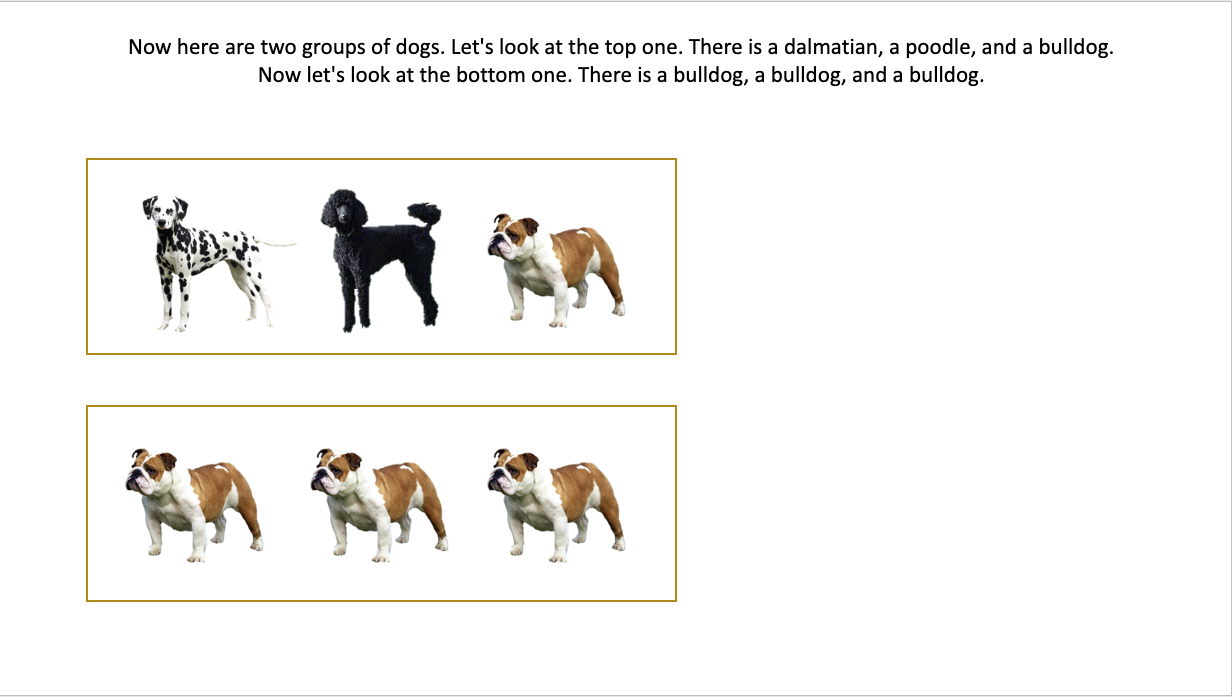 Now here are two groups of dogs. Let's look at the top one. There is a dalmatian, a poodle, and a bulldog.
Now let's look at the bottom one. There is a bulldog, a bulldog, and a bulldog.